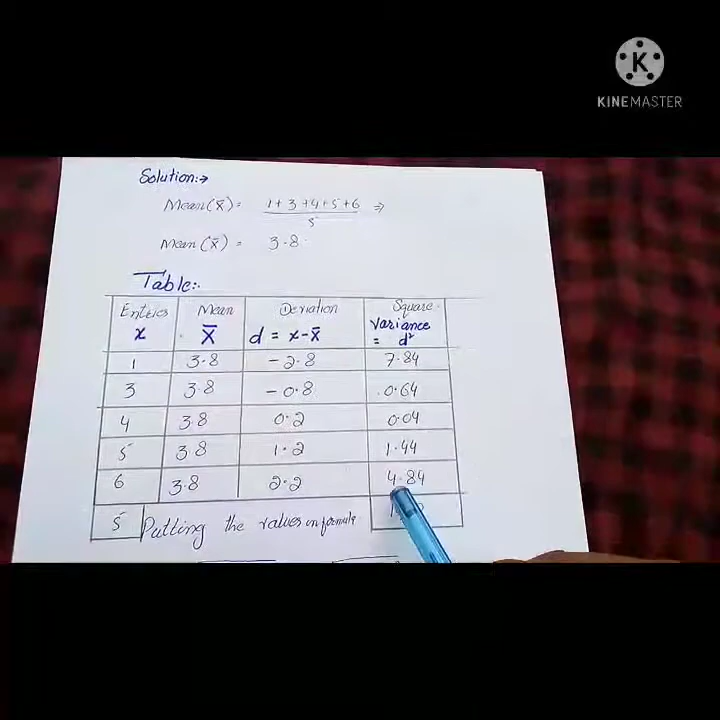 KINEMASTER
Solution:→
Mean(x̄) = 1+3+4+5+6 / 5 ⇒
Mean(x̄) = 3.8
Table:-
Entries x | Mean X̄ | Deviation d = x-x̄ | Square variance = d²
1 | 3.8 | -2.8 | 7.84
3 | 3.8 | -0.8 | 0.64
4 | 3.8 | 0.2 | 0.04
5 | 3.8 | 1.2 | 1.44
6 | 3.8 | 2.2 | 4.84
5 Putting the values in formula